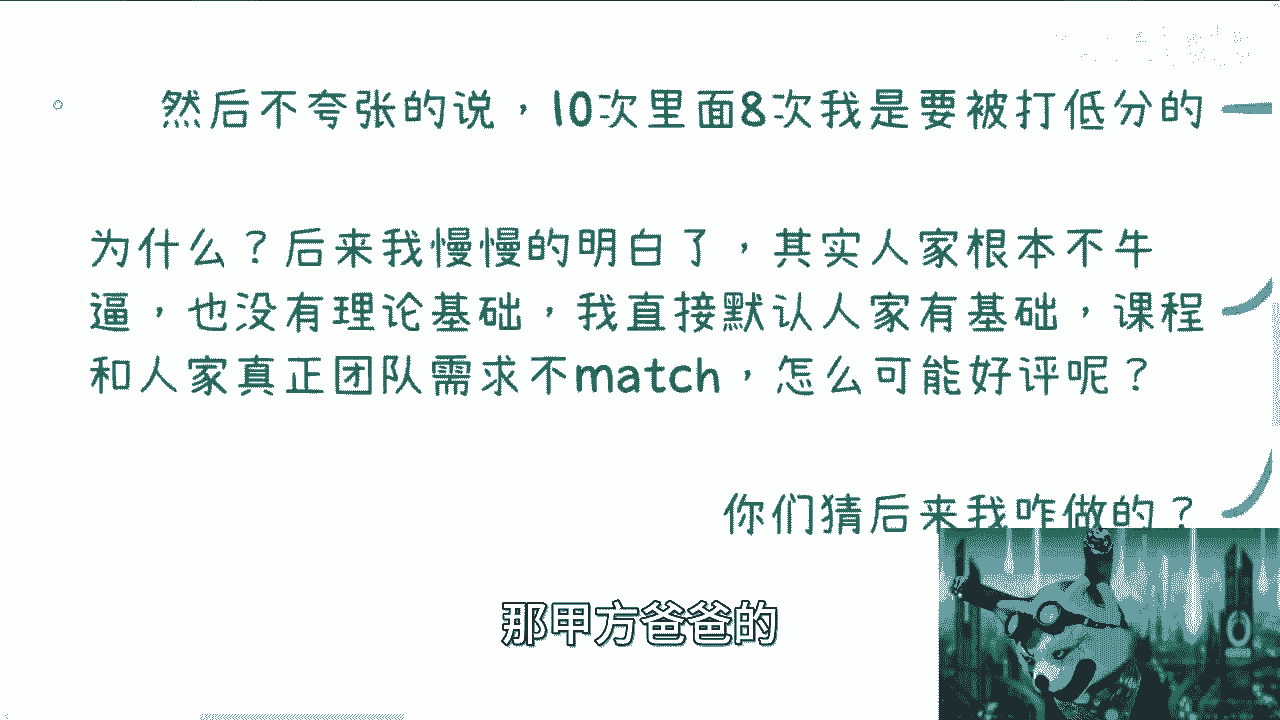 然后不夸张的说，10次里面8次我是要被打低分的
为什么？后来我慢慢的明白了，其实人家根本不牛
逼，也没有理论基础，我直接默认人家有基础，课程
和人家真正团队需求不match，怎么可能好评呢？
你们猜后来我咋做的？
那甲方爸爸的